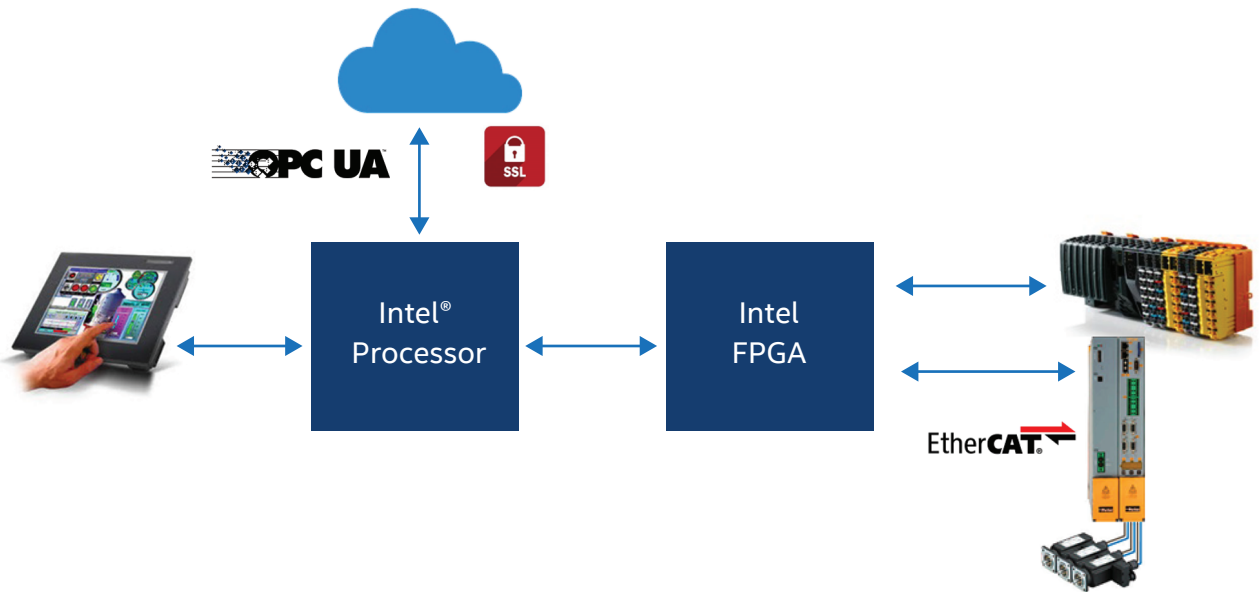 OPC UA
SSL
Intel®
Processor
Intel
FPGA
EtherCAT®